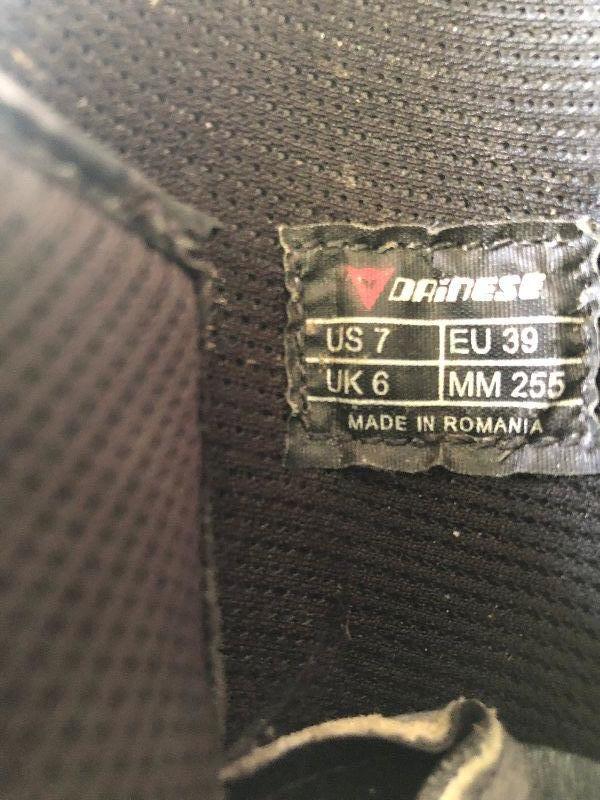 DAiNESE
US 7 EU 39
UK 6 MM 255
MADE IN ROMANIA